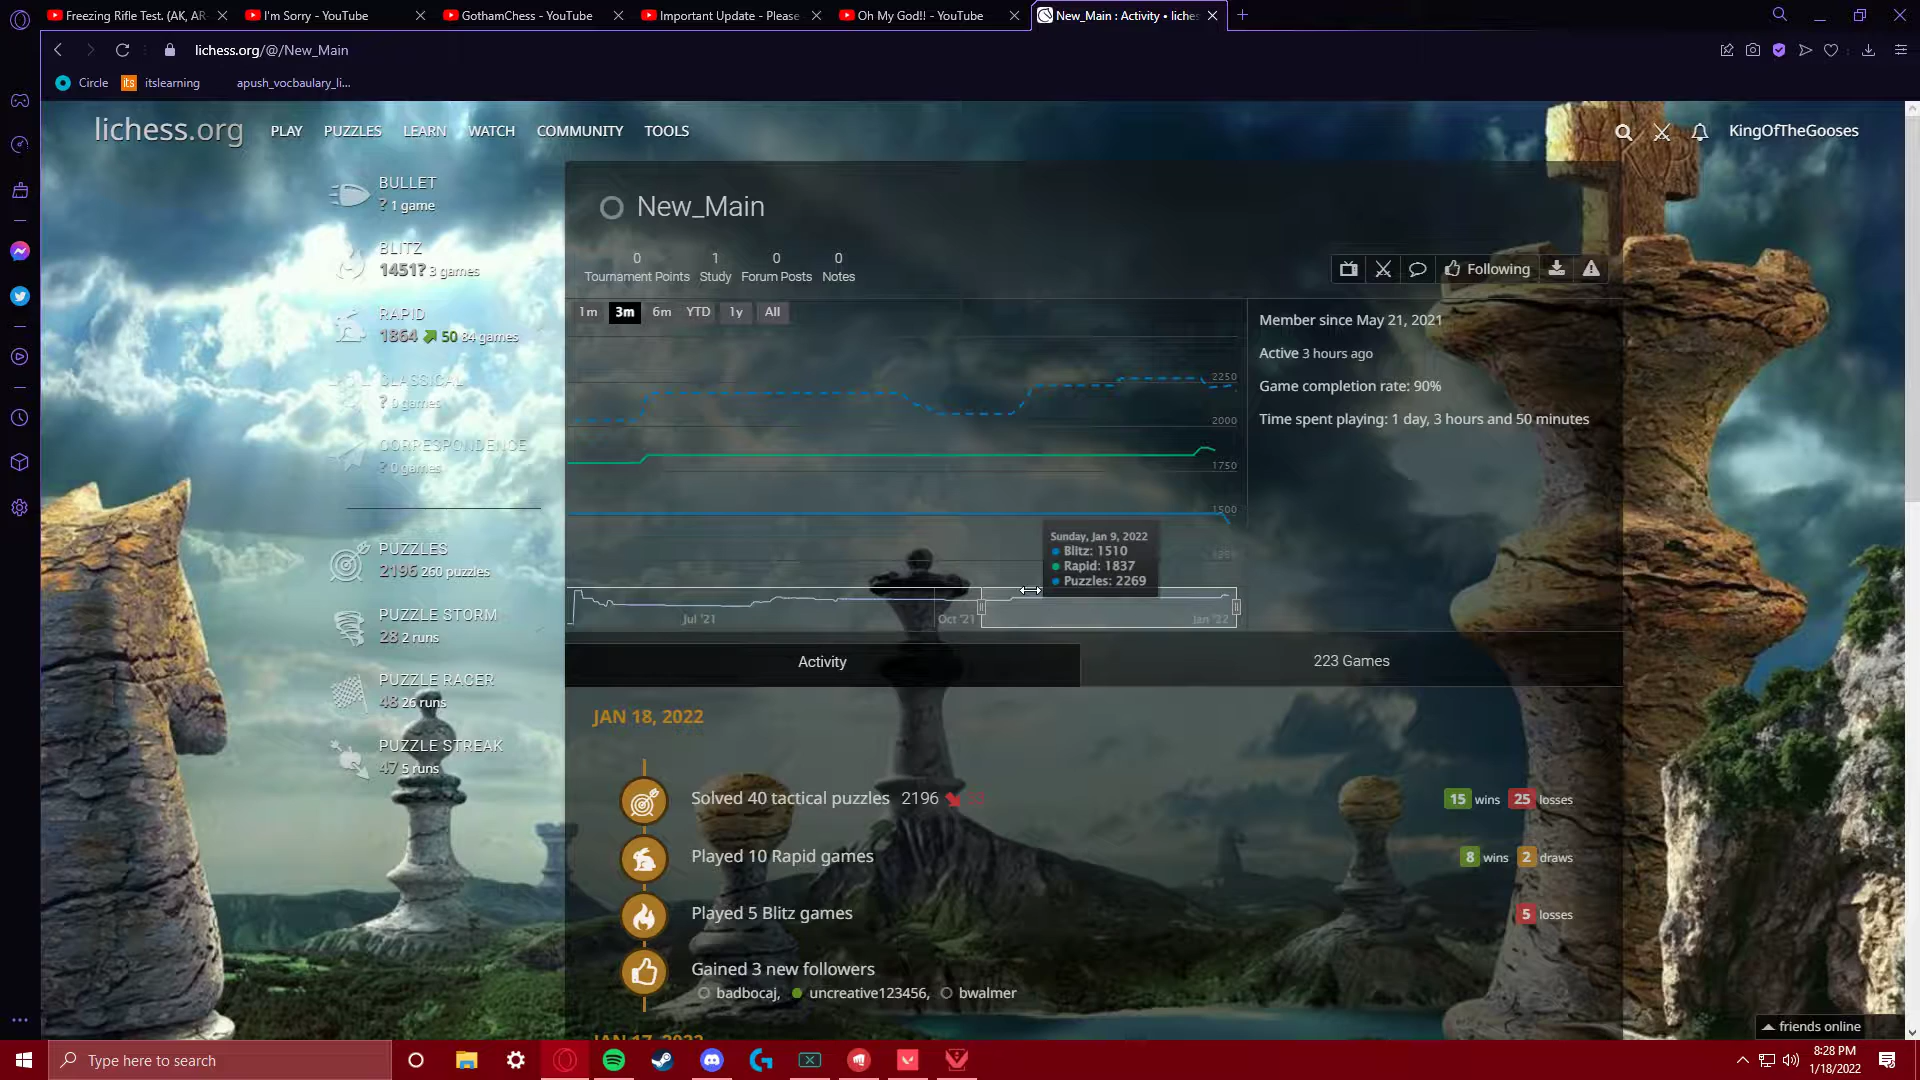 Freezing Rifle Test. (AK, AR-
I'm Sorry - YouTube
GothamChess - YouTube
Important Update - Please
Oh My God!! - YouTube
New_Main : Activity • liches
lichess.org/@/New_Main
Circle
its itslearning
apush_vocbaulary_li...
lichess.org
PLAY PUZZLES LEARN WATCH COMMUNITY TOOLS
KingOfTheGooses
BULLET
? 1 game
BLITZ
1451? 3 games
RAPID
1864 50 84 games
CLASSICAL
? 0 games
CORRESPONDENCE
? 0 games
PUZZLES
2196 260 puzzles
PUZZLE STORM
28 2 runs
PUZZLE RACER
48 26 runs
PUZZLE STREAK
47 5 runs
New_Main
0 1 0 0
Tournament Points Study Forum Posts Notes
Following
1m 3m 6m YTD 1y All
2250
2000
1750
1500
Sunday, Jan 9, 2022
Blitz: 1510
Rapid: 1837
Puzzles: 2269
Jul '21 Oct '21 Jan '22
Member since May 21, 2021
Active 3 hours ago
Game completion rate: 90%
Time spent playing: 1 day, 3 hours and 50 minutes
Activity
223 Games
JAN 18, 2022
Solved 40 tactical puzzles 2196
15 wins 25 losses
Played 10 Rapid games
8 wins 2 draws
Played 5 Blitz games
5 losses
Gained 3 new followers
badbocaj, uncreative123456, bwalmer
JAN 17, 2022
friends online
Type here to search
8:28 PM
1/18/2022